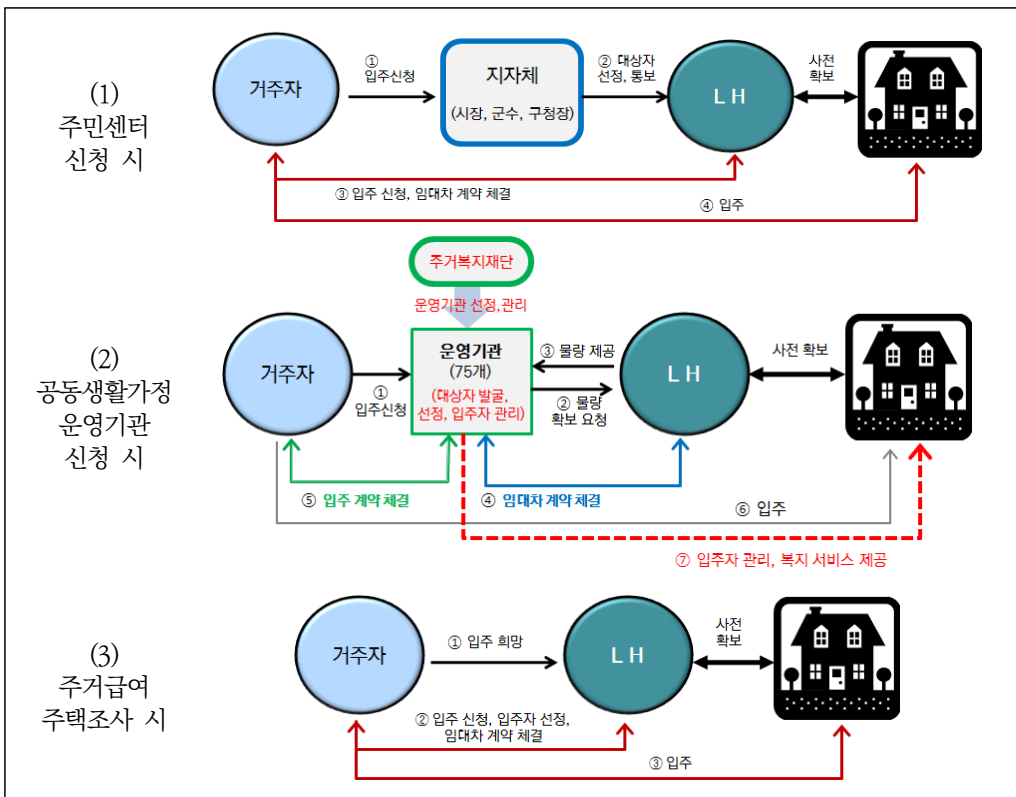 (1)
주민센터
신청 시
거주자
①
입주신청
지자체
(시장, 군수, 구청장)
② 대상자
선정, 통보
L H
사전
확보
③ 입주 신청, 임대차 계약 체결
④ 입주
(2)
공동생활가정
운영기관
신청 시
주거복지재단
운영기관 선정,관리
거주자
①
입주신청
운영기관
(75개)
(대상자 발굴,
선정, 입주자 관리)
③ 물량 제공
② 물량
확보 요청
L H
사전 확보
⑤ 입주 계약 체결
④ 임대차 계약 체결
⑥ 입주
⑦ 입주자 관리, 복지 서비스 제공
(3)
주거급여
주택조사 시
거주자
① 입주 희망
L H
사전
확보
② 입주 신청, 입주자 선정,
임대차 계약 체결
③ 입주